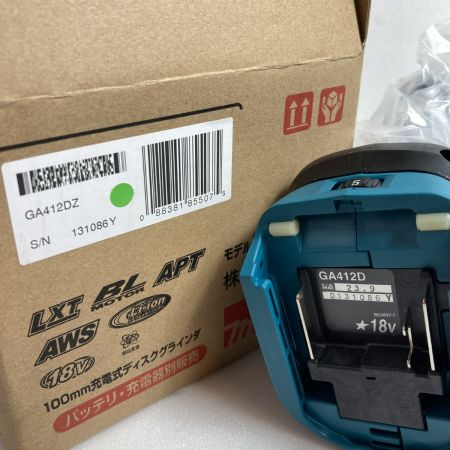 GA412DZ
S/N 131086Y
0 88381 85507 5
LXT BL MOTOR APT
AWS Li-ion
18V
100mm充電式ディスクグラインダ
バッテリ・充電器別販売
モデル
株
5
GA412D
23.9
0131086Y
★18V